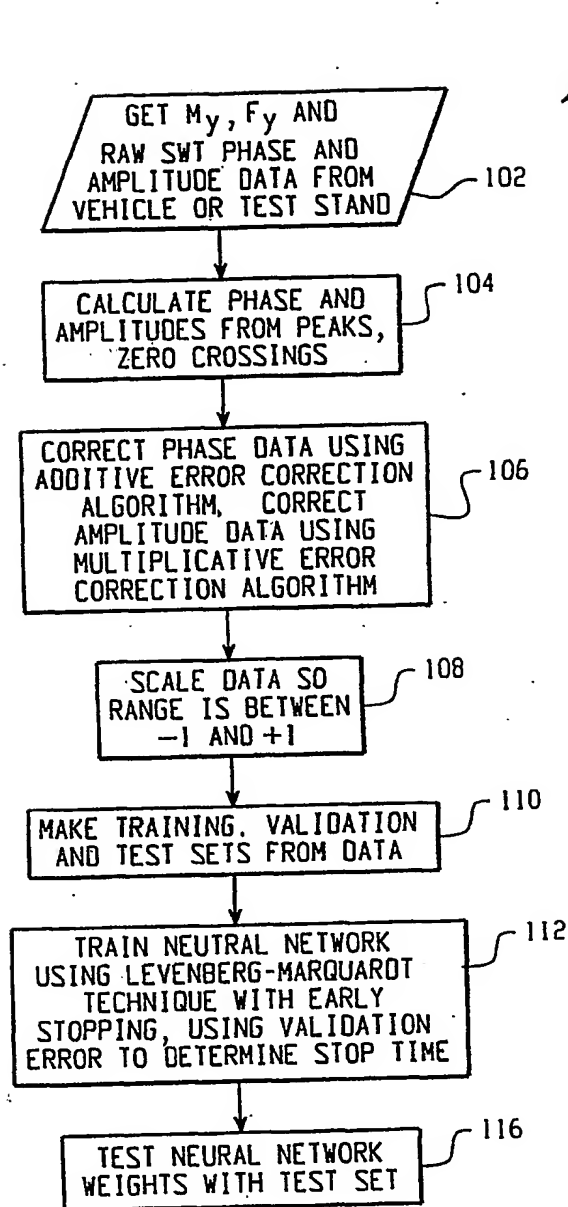 GET My, Fy AND
RAW SWT PHASE AND
AMPLITUDE DATA FROM
VEHICLE OR TEST STAND
102
CALCULATE PHASE AND
AMPLITUDES FROM PEAKS,
ZERO CROSSINGS
104
CORRECT PHASE DATA USING
ADDITIVE ERROR CORRECTION
ALGORITHM, CORRECT
AMPLITUDE DATA USING
MULTIPLICATIVE ERROR
CORRECTION ALGORITHM
106
SCALE DATA SO
RANGE IS BETWEEN
-1 AND +1
108
MAKE TRAINING. VALIDATION
AND TEST SETS FROM DATA
110
TRAIN NEUTRAL NETWORK
USING LEVENBERG-MARQUARDT
TECHNIQUE WITH EARLY
STOPPING, USING VALIDATION
ERROR TO DETERMINE STOP TIME
112
TEST NEURAL NETWORK
WEIGHTS WITH TEST SET
116